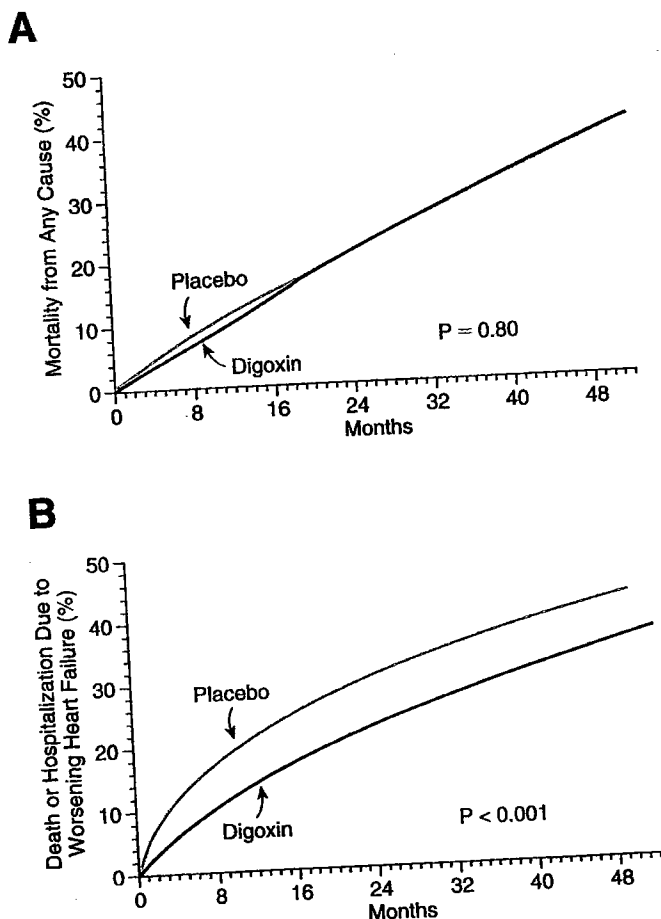 A
50
40
30
20
10
0
Mortality from Any Cause (%)
Placebo
Digoxin
P = 0.80
0 8 16 24 32 40 48
Months
B
50
40
30
20
10
0
Death or Hospitalization Due to
Worsening Heart Failure (%)
Placebo
Digoxin
P < 0.001
0 8 16 24 32 40 48
Months